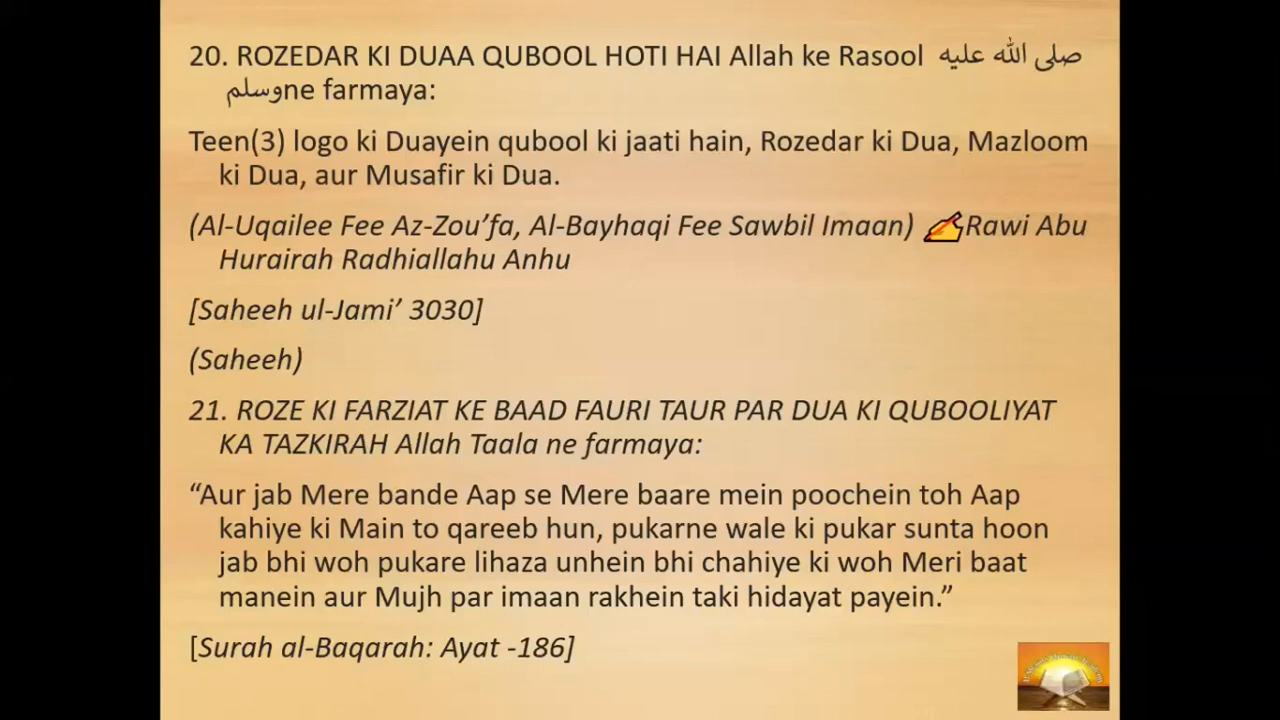 20. ROZEDAR KI DUAA QUBOOL HOTI HAI Allah ke Rasool صلى الله عليه
وسلمne farmaya:
Teen(3) logo ki Duayein qubool ki jaati hain, Rozedar ki Dua, Mazloom
ki Dua, aur Musafir ki Dua.
(Al-Uqailee Fee Az-Zou’fa, Al-Bayhaqi Fee Sawbil Imaan) ✍Rawi Abu
Hurairah Radhiallahu Anhu
[Saheeh ul-Jami’ 3030]
(Saheeh)
21. ROZE KI FARZIAT KE BAAD FAURI TAUR PAR DUA KI QUBOOLIYAT
KA TAZKIRAH Allah Taala ne farmaya:
“Aur jab Mere bande Aap se Mere baare mein poochein toh Aap
kahiye ki Main to qareeb hun, pukarne wale ki pukar sunta hoon
jab bhi woh pukare lihaza unhein bhi chahiye ki woh Meri baat
manein aur Mujh par imaan rakhein taki hidayat payein.”
[Surah al-Baqarah: Ayat -186]